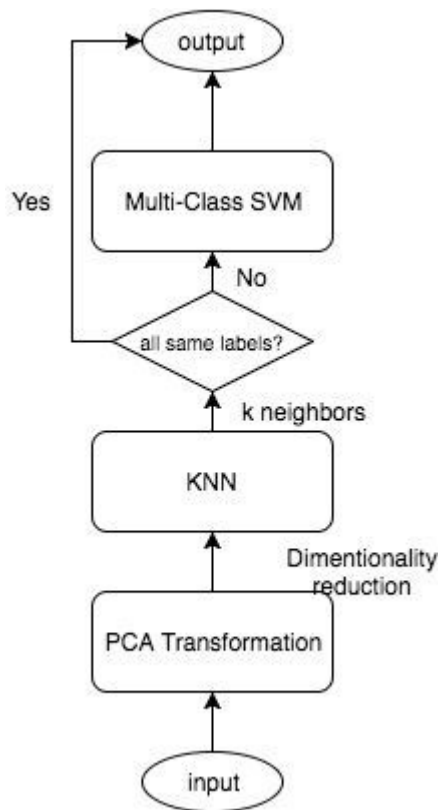 output
Multi-Class SVM
Yes
No
all same labels?
k neighbors
KNN
Dimentionality
reduction
PCA Transformation
input